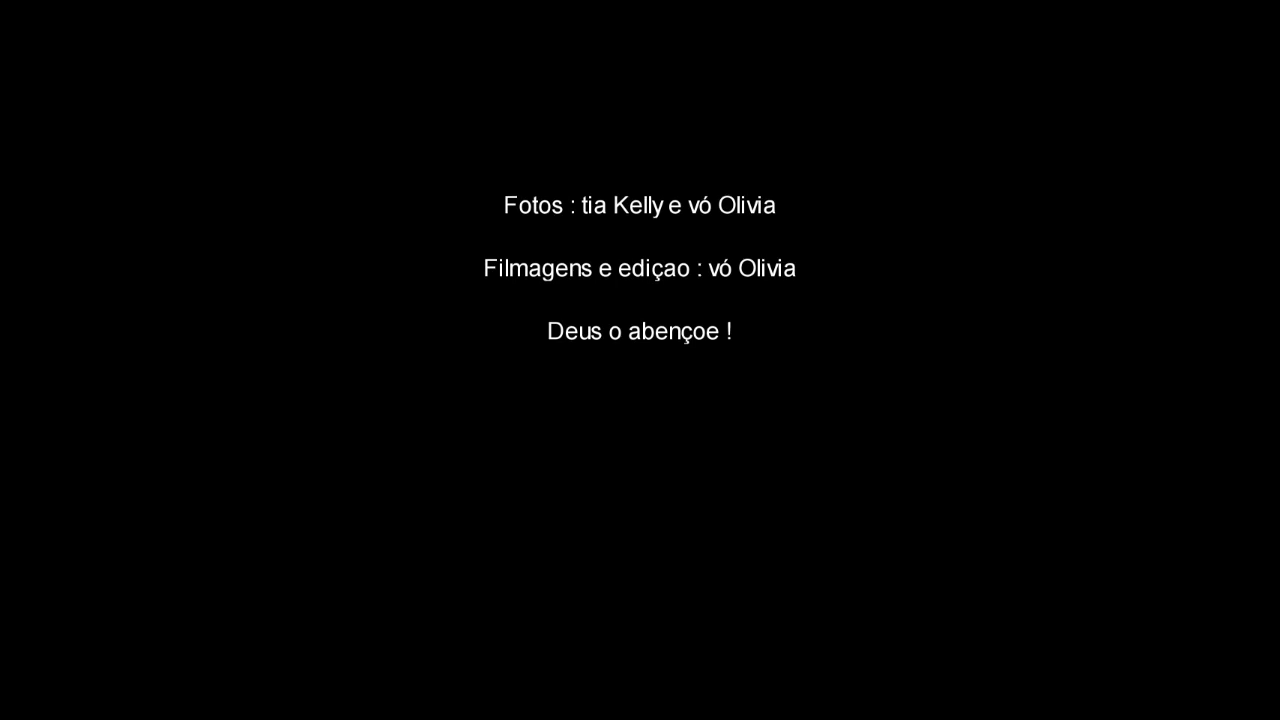 Fotos : tia Kelly e vó Olivia
Filmagens e ediçao : vó Olivia
Deus o abençoe !